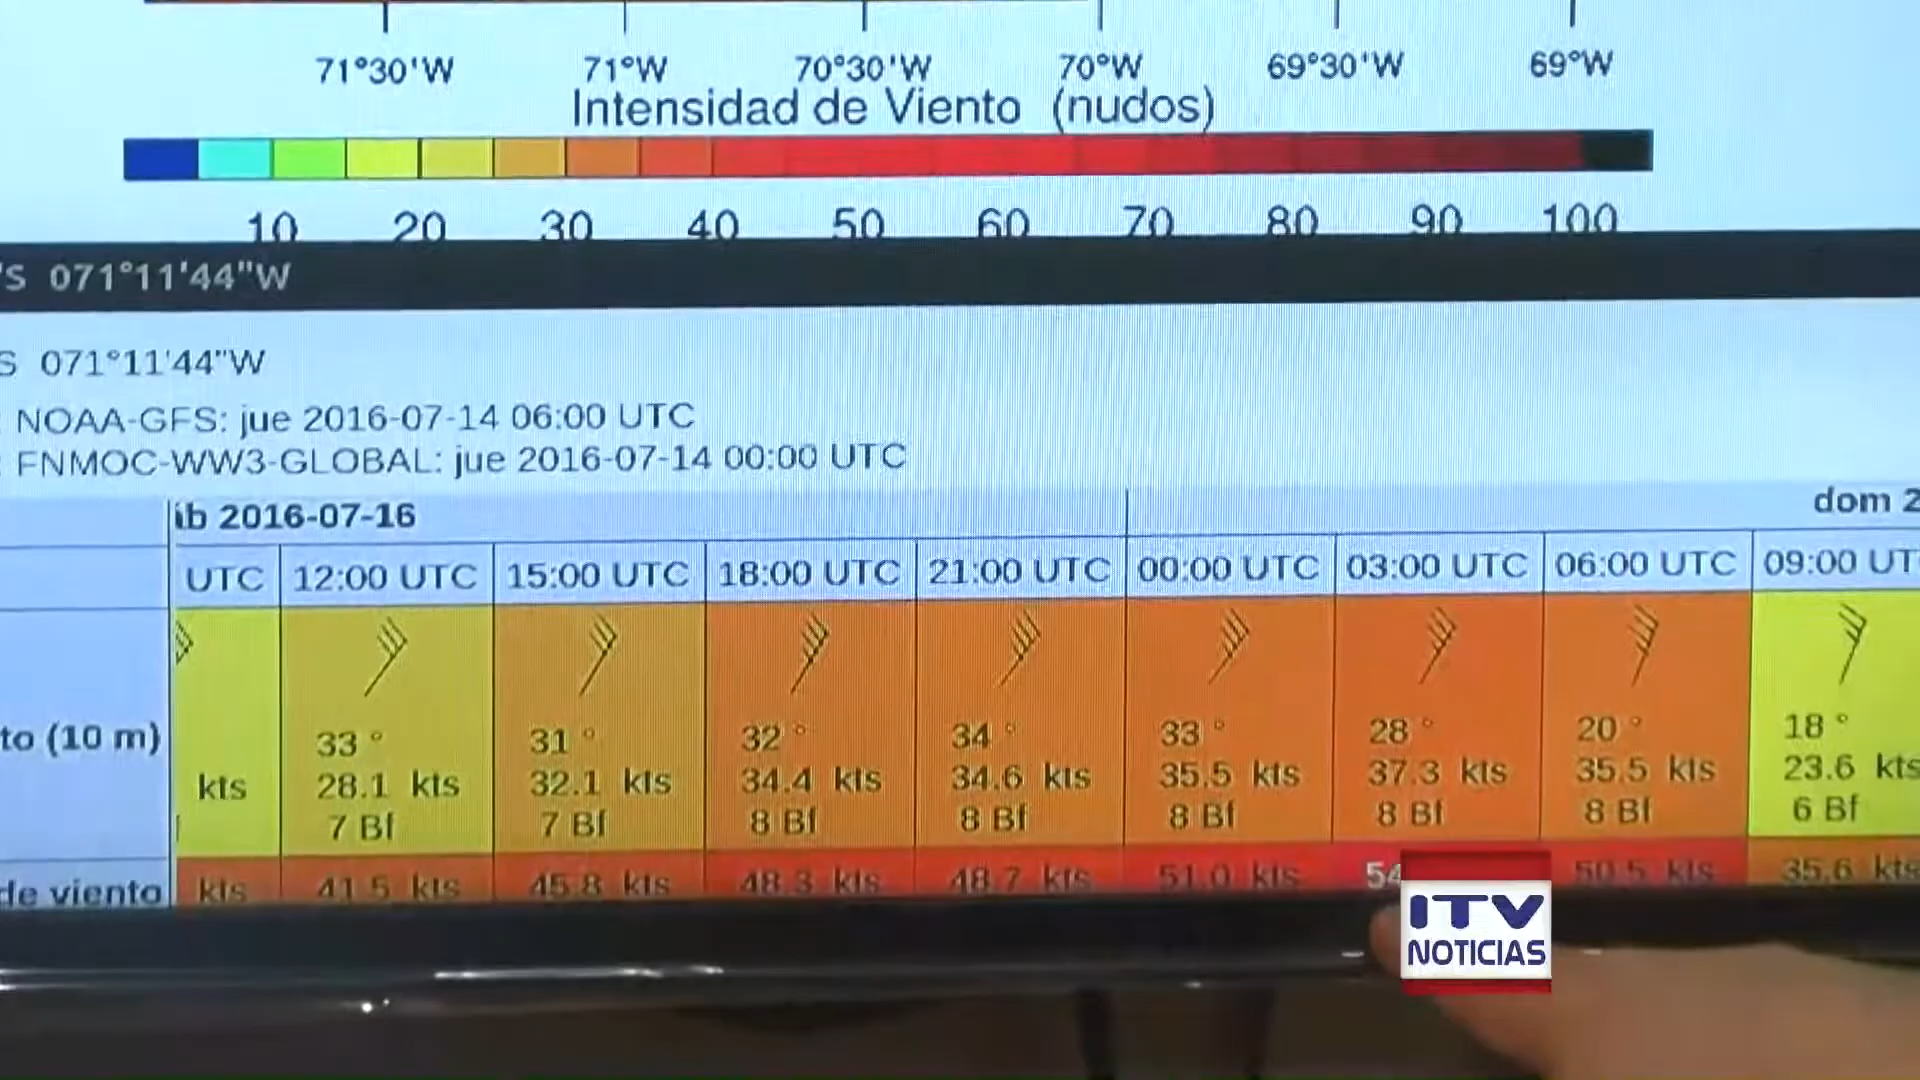 71°30'W 71°W 70°30'W 70°W 69°30'W 69°W
Intensidad de Viento (nudos)
10 20 30 40 50 60 70 80 90 100
'S 071°11'44"W
S 071°11'44"W
: NOAA-GFS: jue 2016-07-14 06:00 UTC
: FNMOC-WW3-GLOBAL: jue 2016-07-14 00:00 UTC
ib 2016-07-16 dom 2
UTC 12:00 UTC 15:00 UTC 18:00 UTC 21:00 UTC 00:00 UTC 03:00 UTC 06:00 UTC 09:00 UT
33 ° 31 ° 32 ° 34 ° 33 ° 28 ° 20 ° 18 °
to (10 m) kts 28.1 kts 32.1 kts 34.4 kts 34.6 kts 35.5 kts 37.3 kts 35.5 kts 23.6 kts
7 Bf 7 Bf 8 Bf 8 Bf 8 Bf 8 Bf 8 Bf 6 Bf
de viento kts 41.5 kts 45.8 kts 48.3 kts 48.7 kts 51.0 kts 54 50.5 kts 35.6 kts
ITV
NOTICIAS